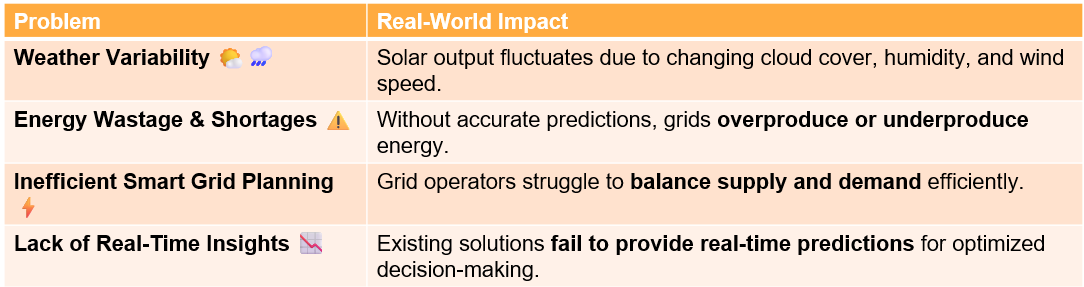 Problem
Real-World Impact
Weather Variability 🌤️ 🌧️
Solar output fluctuates due to changing cloud cover, humidity, and wind
speed.
Energy Wastage & Shortages ⚠️
Without accurate predictions, grids overproduce or underproduce
energy.
Inefficient Smart Grid Planning
⚡
Grid operators struggle to balance supply and demand efficiently.
Lack of Real-Time Insights 📉
Existing solutions fail to provide real-time predictions for optimized
decision-making.